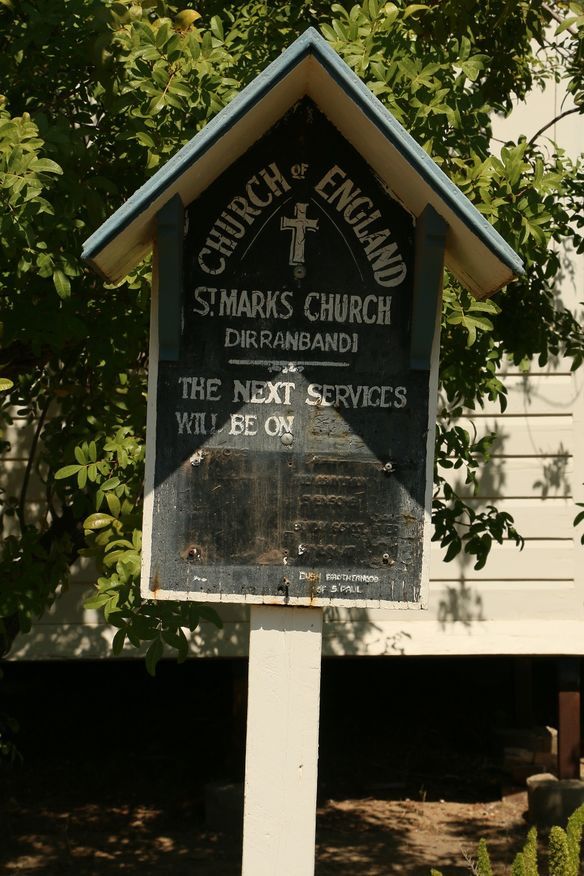 CHURCH OF ENGLAND
ST. MARKS CHURCH
DIRRANBANDI
THE NEXT SERVICES
WILL BE ON
BUSH BROTHERHOOD
OF S. PAUL